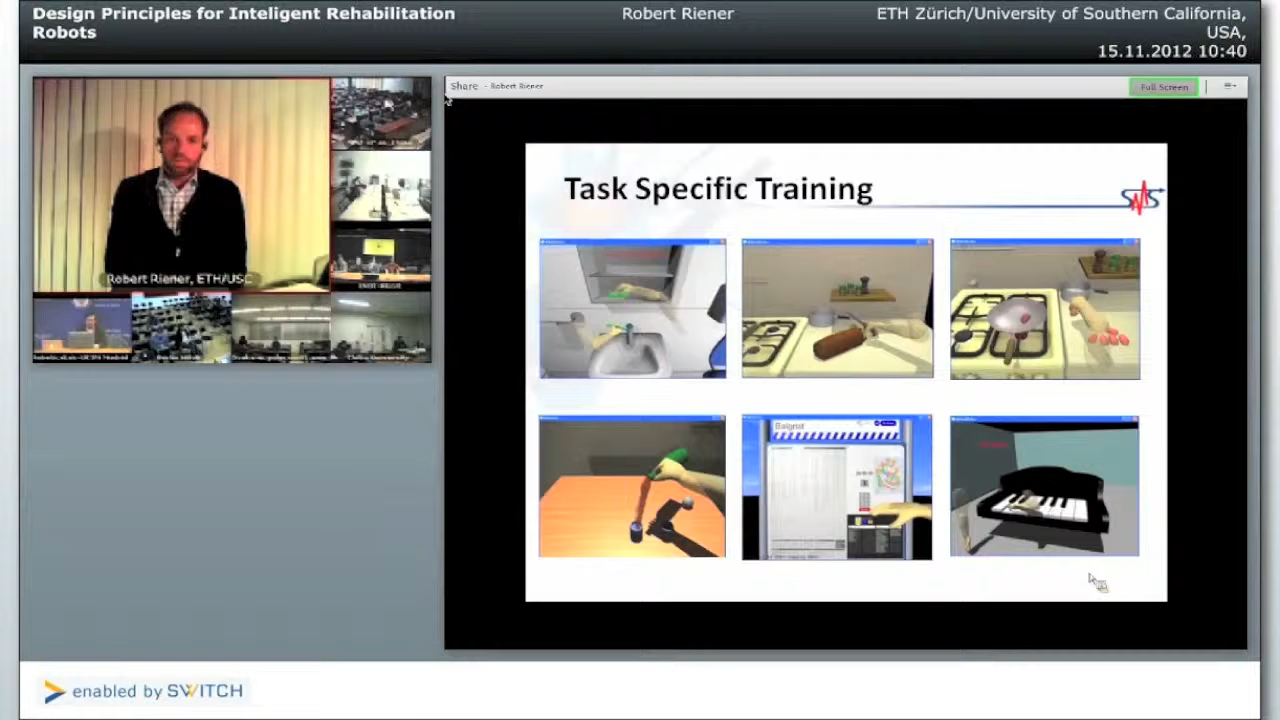 Design Principles for Inteligent Rehabilitation
Robots
Robert Riener
ETH Zürich/University of Southern California,
USA,
15.11.2012 10:40
Share - Robert Riener
Full Screen
Robert Riener, ETH/USC
Task Specific Training
Balgrist
enabled by SWITCH